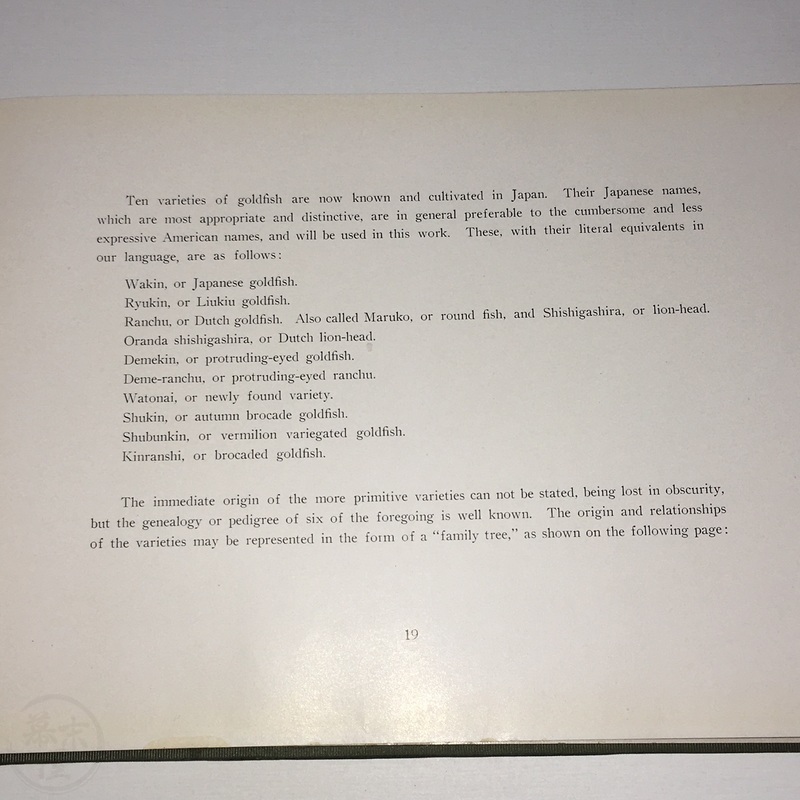 Ten varieties of goldfish are now known and cultivated in Japan. Their Japanese names,
which are most appropriate and distinctive, are in general preferable to the cumbersome and less
expressive American names, and will be used in this work. These, with their literal equivalents in
our language, are as follows:
Wakin, or Japanese goldfish.
Ryukin, or Liukiu goldfish.
Ranchu, or Dutch goldfish. Also called Maruko, or round fish, and Shishigashira, or lion-head.
Oranda shishigashira, or Dutch lion-head.
Demekin, or protruding-eyed goldfish.
Deme-ranchu, or protruding-eyed ranchu.
Watonai, or newly found variety.
Shukin, or autumn brocade goldfish.
Shubunkin, or vermilion variegated goldfish.
Kinranshi, or brocaded goldfish.
The immediate origin of the more primitive varieties can not be stated, being lost in obscurity,
but the genealogy or pedigree of six of the foregoing is well known. The origin and relationships
of the varieties may be represented in the form of a “family tree,” as shown on the following page:
19